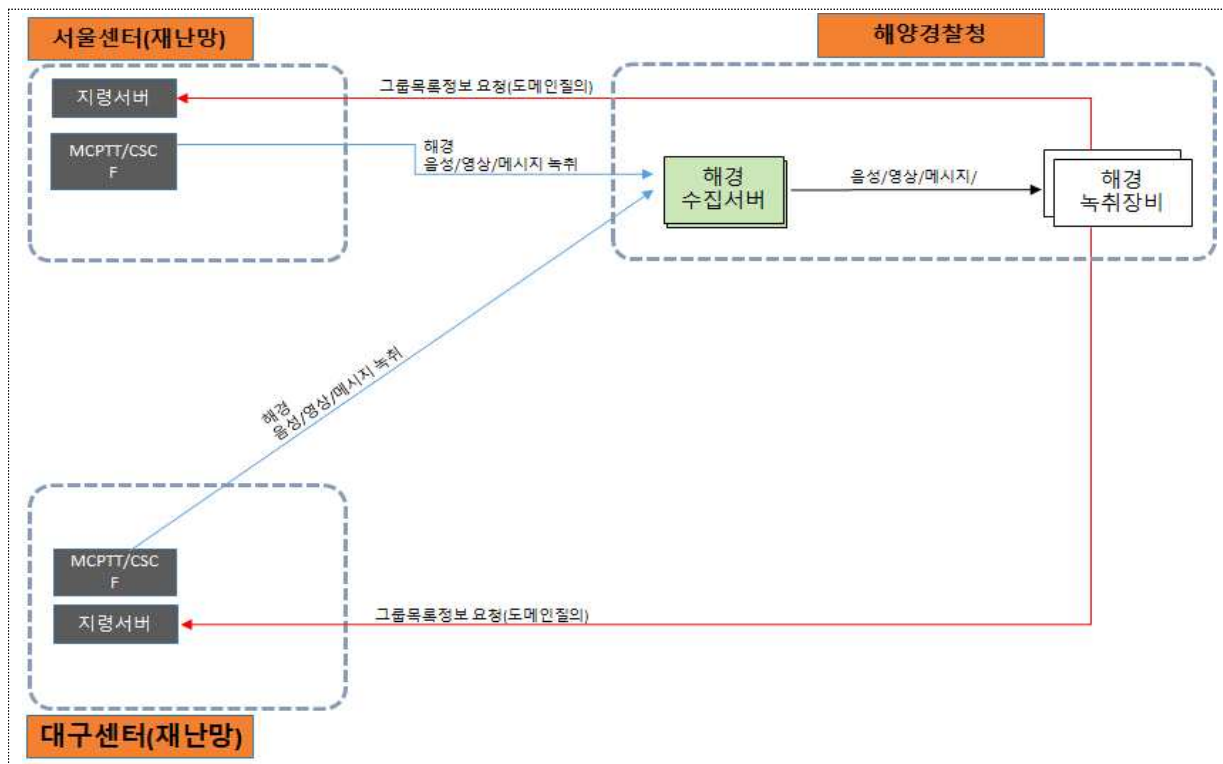 서울센터(재난망)
해양경찰청
지령서버
그룹목록정보 요청(도메인질의)
MCPTT/CSC
F
해경
음성/영상/메시지 녹취
해경
수집서버
음성/영상/메시지/
해경
녹취장비
해경
음성/영상/메시지 녹취
MCPTT/CSC
F
지령서버
그룹목록정보 요청(도메인질의)
대구센터(재난망)